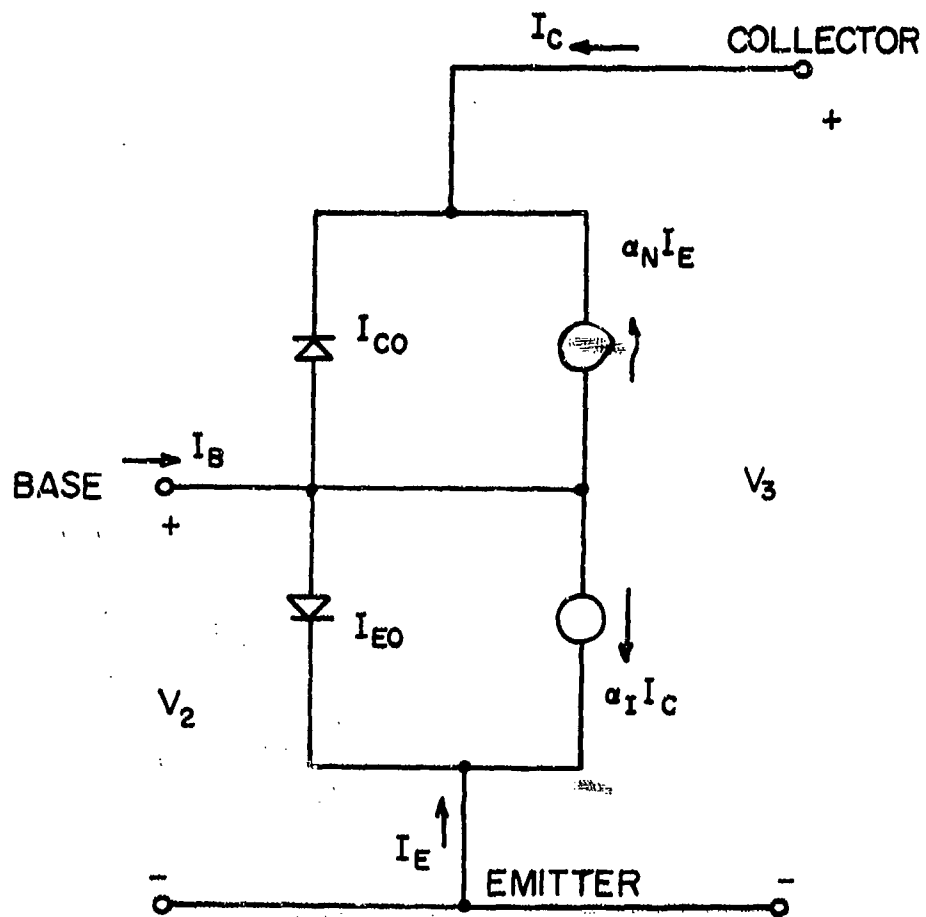 I_C
COLLECTOR
+
α_N I_E
I_CO
I_B
BASE
+
V_3
I_EO
α_I I_C
V_2
I_E
-
EMITTER
-